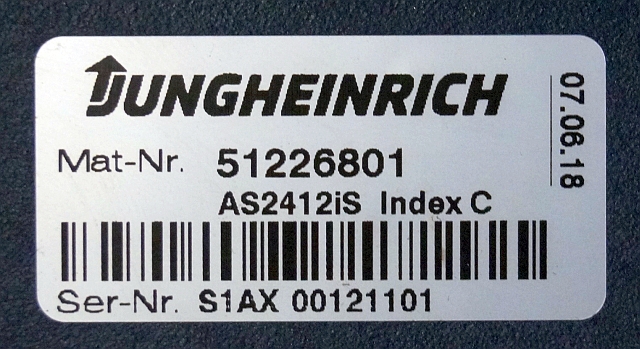 JUNGHEINRICH
Mat-Nr. 51226801
AS2412iS Index C
Ser-Nr. S1AX 00121101
07.06.18